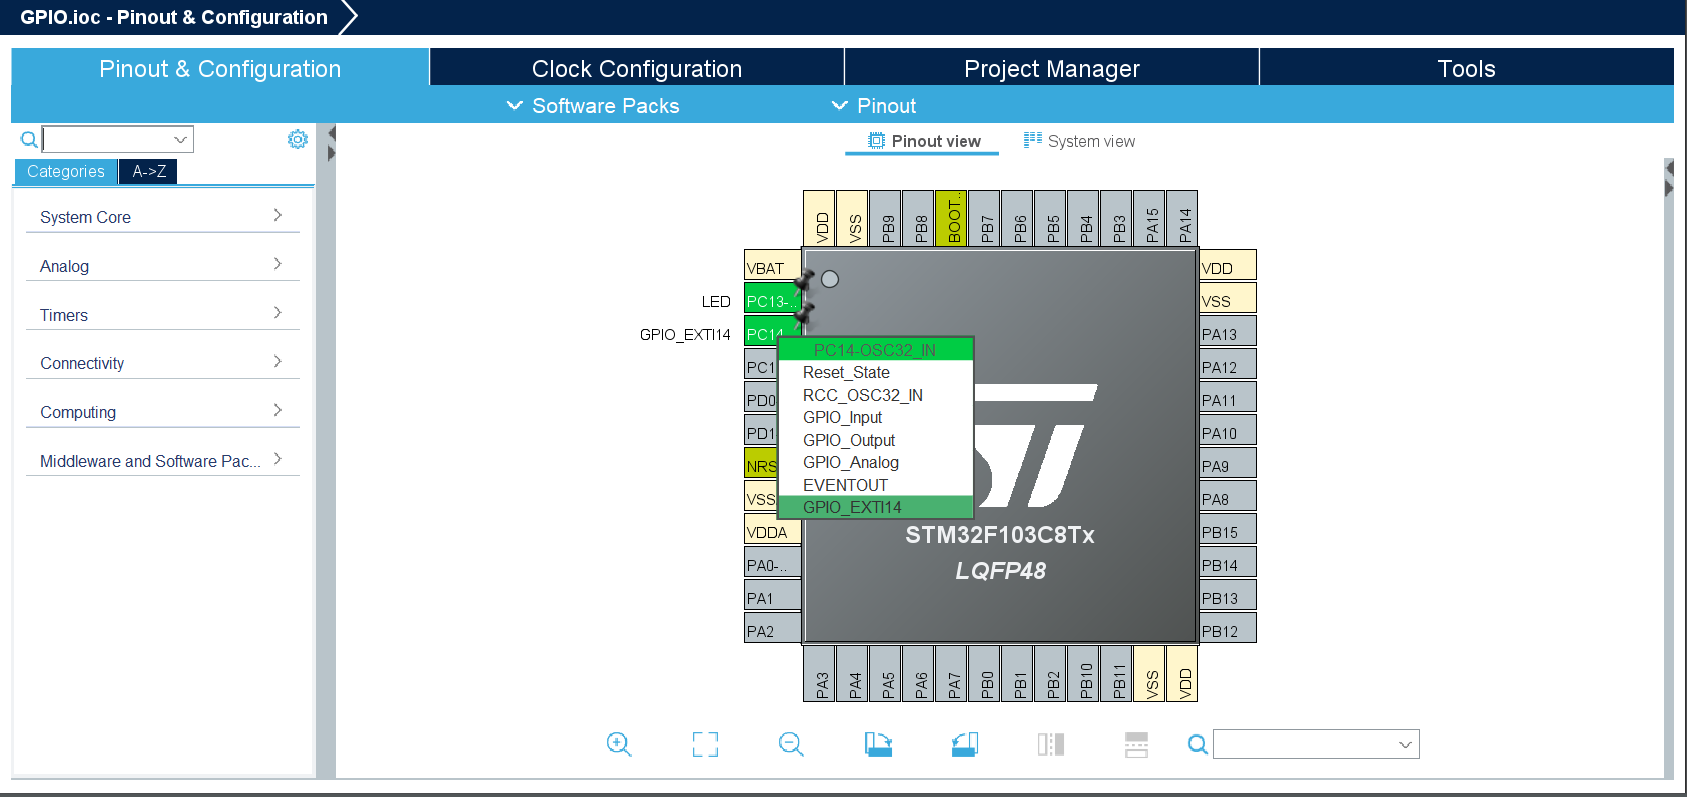 GPIO.ioc - Pinout & Configuration
Pinout & Configuration
Clock Configuration
Project Manager
Tools
Software Packs
Pinout
Categories
A->Z
System Core
Analog
Timers
Connectivity
Computing
Middleware and Software Pac...
Pinout view
System view
VDD
VSS
PB9
PB8
BOOT..
PB7
PB6
PB5
PB4
PB3
PA15
PA14
VBAT
LED
PC13-..
GPIO_EXTI14
PC14
PC1
PD0
PD1
NRS
VSS
VDDA
PA0-..
PA1
PA2
PC14-OSC32_IN
Reset_State
RCC_OSC32_IN
GPIO_Input
GPIO_Output
GPIO_Analog
EVENTOUT
GPIO_EXTI14
STM32F103C8Tx
LQFP48
VDD
VSS
PA13
PA12
PA11
PA10
PA9
PA8
PB15
PB14
PB13
PB12
PA3
PA4
PA5
PA6
PA7
PB0
PB1
PB2
PB10
PB11
VSS
VDD